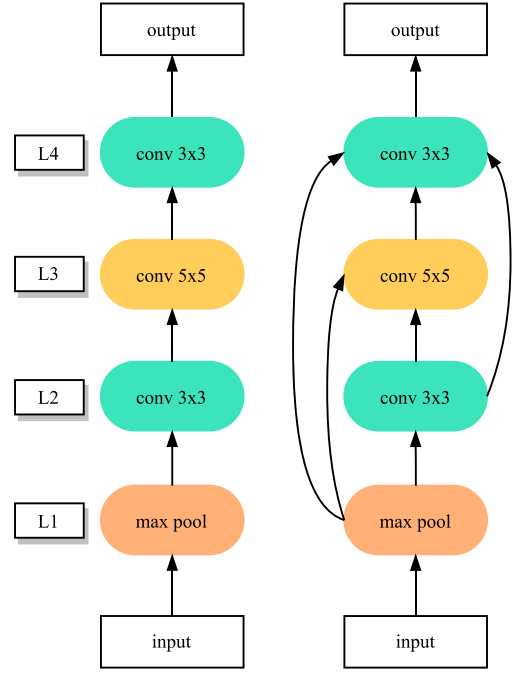 output
output
L4
conv 3x3
conv 3x3
L3
conv 5x5
conv 5x5
L2
conv 3x3
conv 3x3
L1
max pool
max pool
input
input